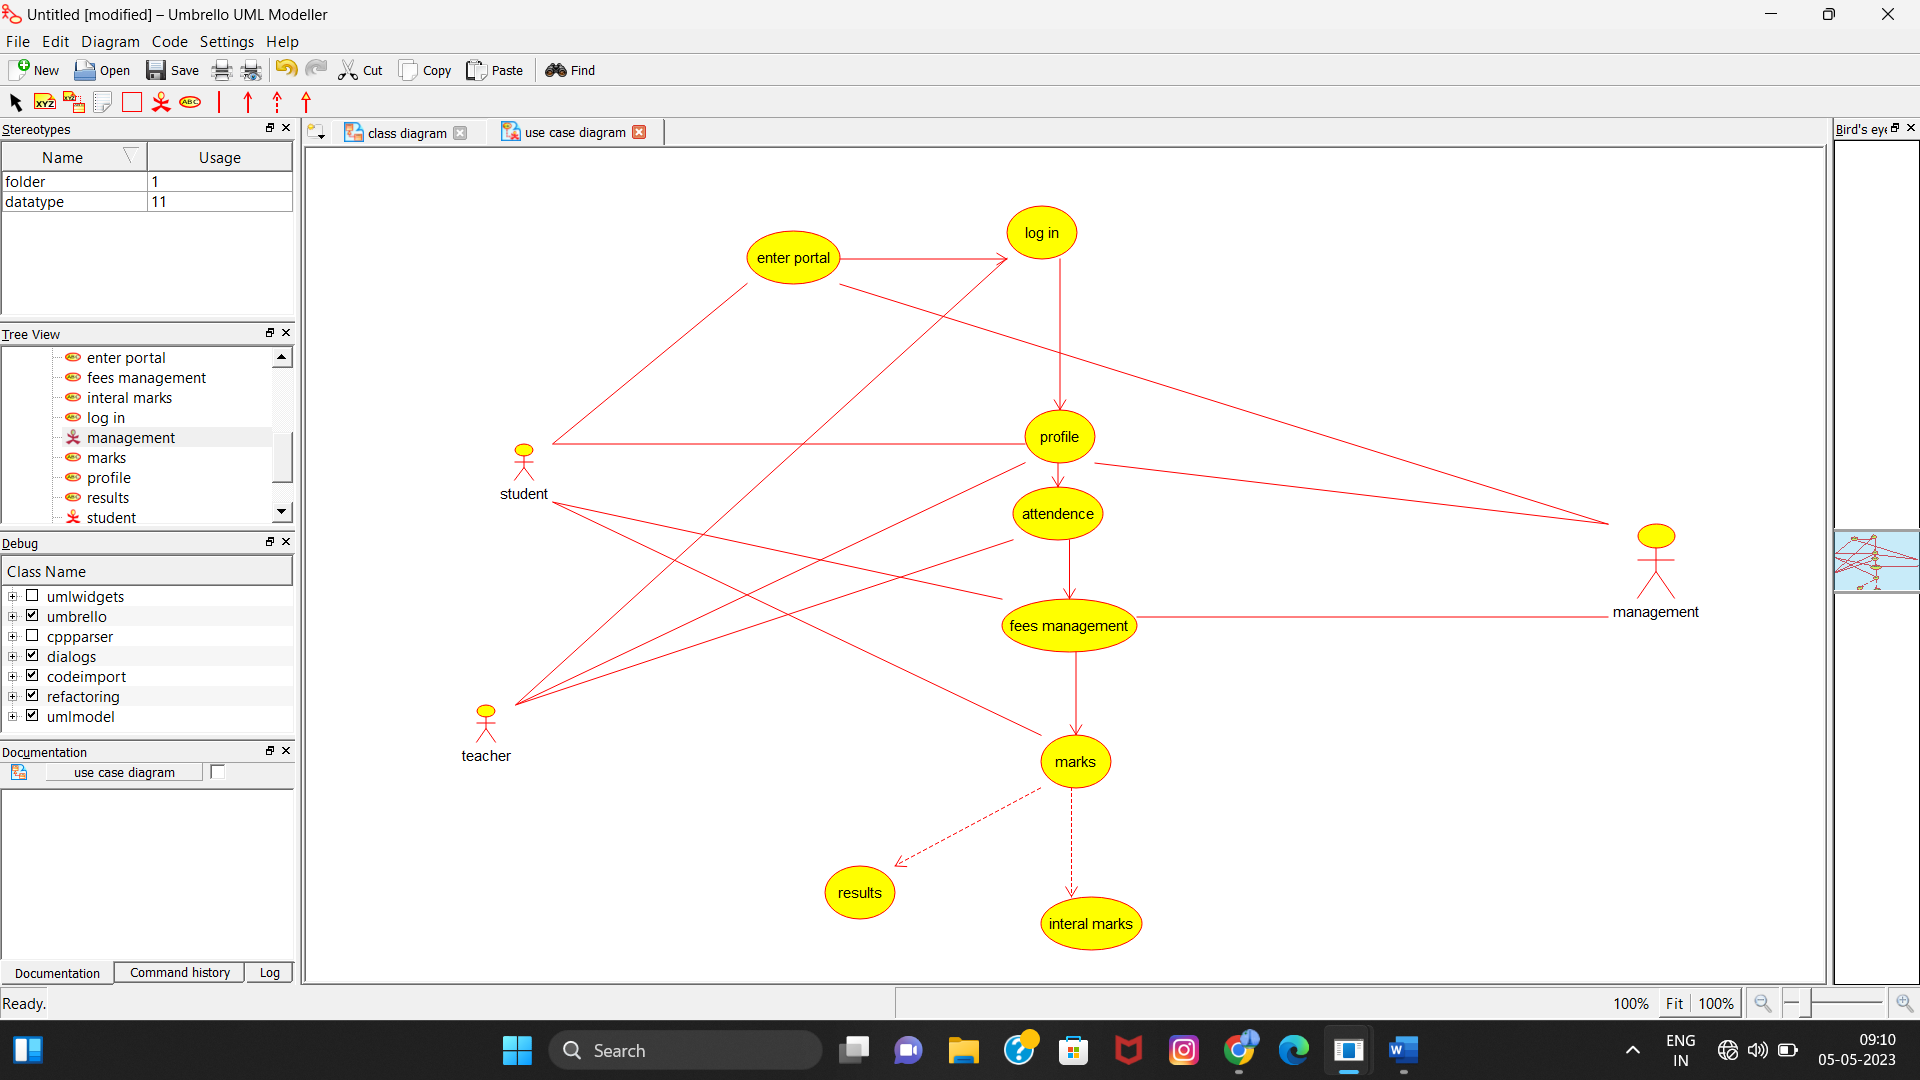 Untitled [modified] – Umbrello UML Modeller
File Edit Diagram Code Settings Help
New Open Save Cut Copy Paste Find
XYZ XYZ ABC
Stereotypes
Name Usage
folder 1
datatype 11
Tree View
enter portal
fees management
interal marks
log in
management
marks
profile
results
student
Debug
Class Name
umlwidgets
umbrello
cppparser
dialogs
codeimport
refactoring
umlmodel
Documentation
use case diagram
Documentation Command history Log
class diagram use case diagram
log in
enter portal
profile
student
attendence
management
fees management
teacher
marks
results
interal marks
Bird's eye
Ready.
100% Fit 100%
Search
ENG
IN
09:10
05-05-2023